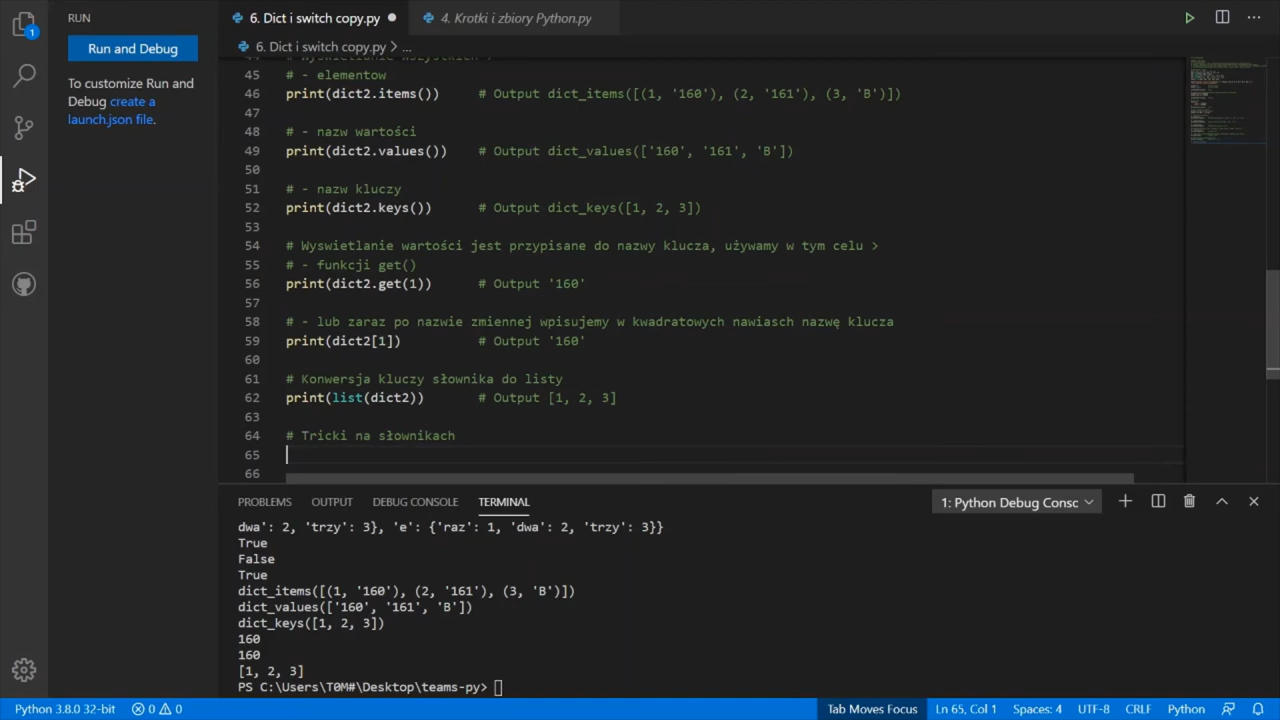 RUN
Run and Debug
To customize Run and
Debug create a
launch.json file.
1
6. Dict i switch copy.py
4. Krotki i zbiory Python.py
6. Dict i switch copy.py > ...
45 # - elementow
46 print(dict2.items()) # Output dict_items([(1, '160'), (2, '161'), (3, 'B')])
47
48 # - nazw wartości
49 print(dict2.values()) # Output dict_values(['160', '161', 'B'])
50
51 # - nazw kluczy
52 print(dict2.keys()) # Output dict_keys([1, 2, 3])
53
54 # Wyswietlanie wartości jest przypisane do nazwy klucza, używamy w tym celu >
55 # - funkcji get()
56 print(dict2.get(1)) # Output '160'
57
58 # - lub zaraz po nazwie zmiennej wpisujemy w kwadratowych nawiasch nazwę klucza
59 print(dict2[1]) # Output '160'
60
61 # Konwersja kluczy słownika do listy
62 print(list(dict2)) # Output [1, 2, 3]
63
64 # Tricki na słownikach
65
66
PROBLEMS OUTPUT DEBUG CONSOLE TERMINAL 1: Python Debug Consc
dwa': 2, 'trzy': 3}, 'e': {'raz': 1, 'dwa': 2, 'trzy': 3}}
True
False
True
dict_items([(1, '160'), (2, '161'), (3, 'B')])
dict_values(['160', '161', 'B'])
dict_keys([1, 2, 3])
160
160
[1, 2, 3]
PS C:\Users\T0M#\Desktop\teams-py>
Python 3.8.0 32-bit 0 0 Tab Moves Focus Ln 65, Col 1 Spaces: 4 UTF-8 CRLF Python